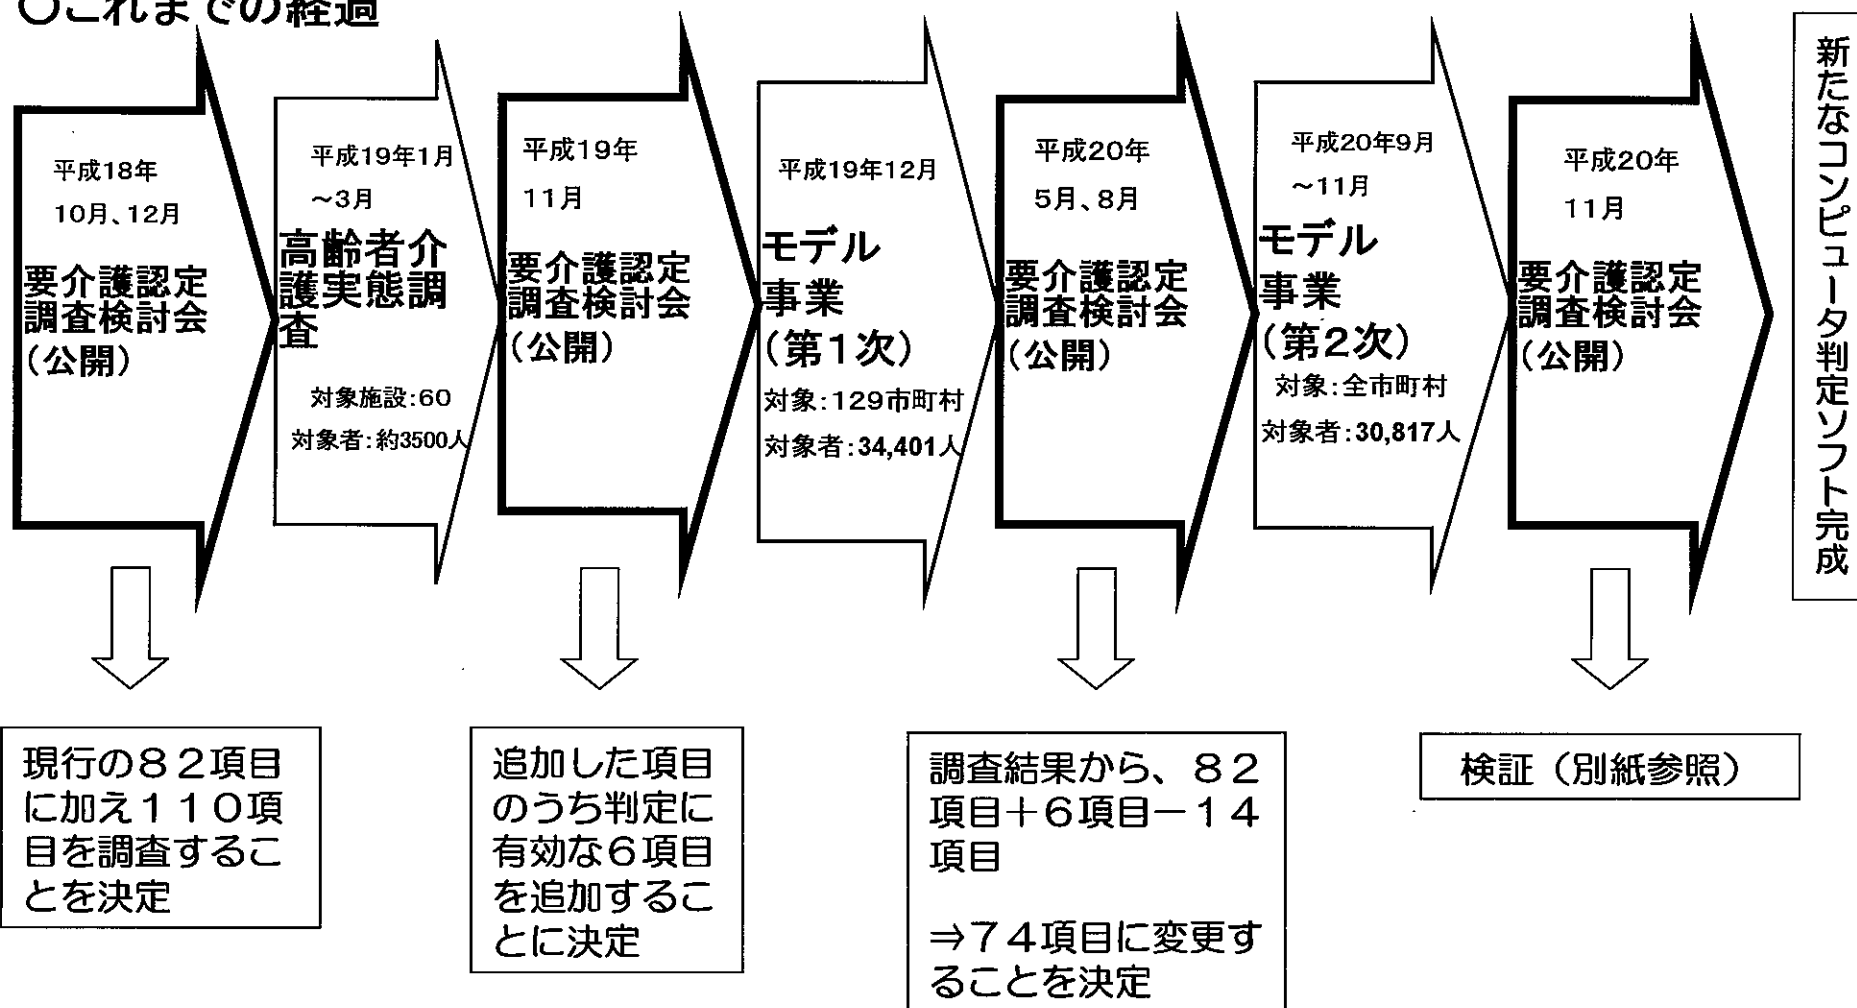 〇これまでの経過
平成18年
10月、12月
要介護認定
調査検討会
(公開)
平成19年1月
～3月
高齢者介
護実態調
査
対象施設:60
対象者:約3500人
平成19年
11月
要介護認定
調査検討会
(公開)
平成19年12月
モデル
事業
(第1次)
対象:129市町村
対象者:34,401人
平成20年
5月、8月
要介護認定
調査検討会
(公開)
平成20年9月
～11月
モデル
事業
(第2次)
対象:全市町村
対象者:30,817人
平成20年
11月
要介護認定
調査検討会
(公開)
新たなコンピュータ判定ソフト完成
現行の８２項目
に加え１１０項
目を調査するこ
とを決定
追加した項目
のうち判定に
有効な６項目
を追加するこ
とに決定
調査結果から、８２
項目＋６項目－１４
項目
⇒７４項目に変更す
ることを決定
検証（別紙参照）